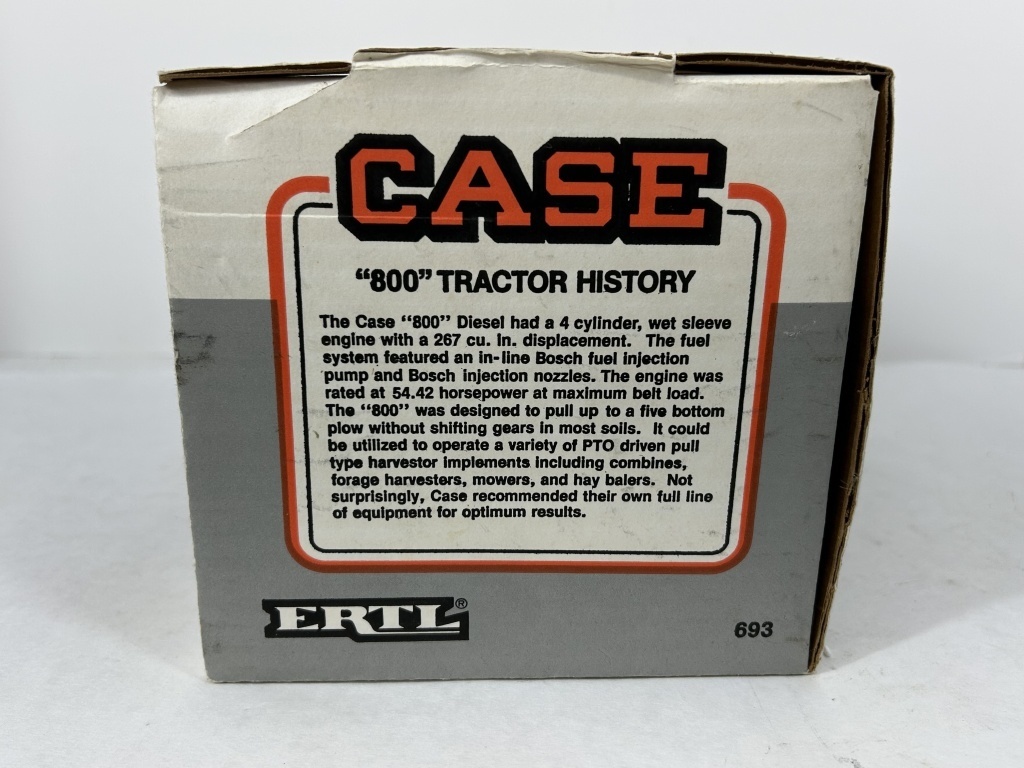 CASE
“800” TRACTOR HISTORY
The Case “800” Diesel had a 4 cylinder, wet sleeve
engine with a 267 cu. in. displacement. The fuel
system featured an in-line Bosch fuel injection
pump and Bosch injection nozzles. The engine was
rated at 54.42 horsepower at maximum belt load.
The “800” was designed to pull up to a five bottom
plow without shifting gears in most soils. It could
be utilized to operate a variety of PTO driven pull
type harvestor implements including combines,
forage harvesters, mowers, and hay balers. Not
surprisingly, Case recommended their own full line
of equipment for optimum results.
ERTL®
693